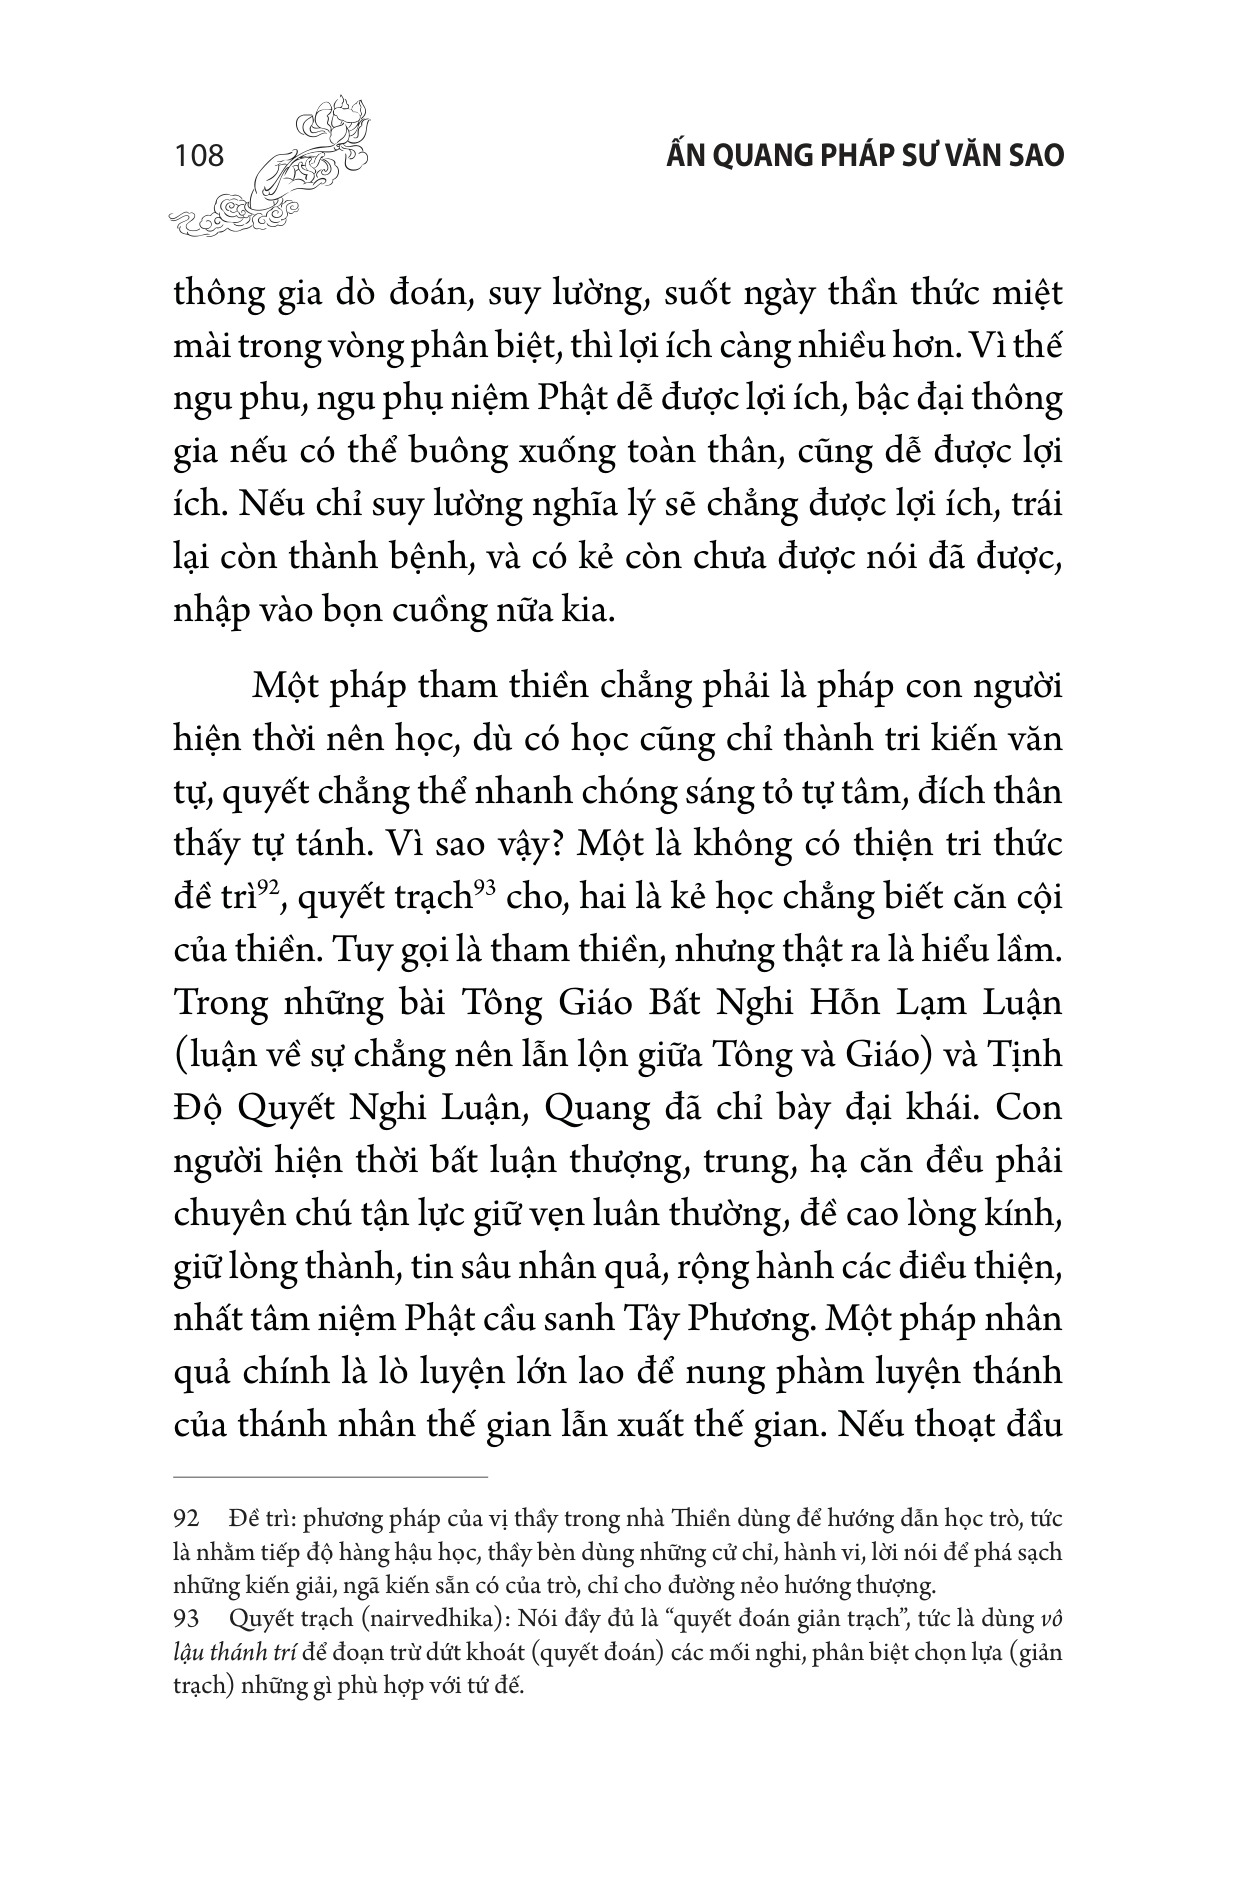 108
ẤN QUANG PHÁP SƯ VĂN SAO
thông gia dò đoán, suy lường, suốt ngày thần thức miệt
mài trong vòng phân biệt, thì lợi ích càng nhiều hơn. Vì thế
ngu phu, ngu phụ niệm Phật dễ được lợi ích, bậc đại thông
gia nếu có thể buông xuống toàn thân, cũng dễ được lợi
ích. Nếu chỉ suy lường nghĩa lý sẽ chẳng được lợi ích, trái
lại còn thành bệnh, và có kẻ còn chưa được nói đã được,
nhập vào bọn cuồng nữa kia.
Một pháp tham thiền chẳng phải là pháp con người
hiện thời nên học, dù có học cũng chỉ thành tri kiến văn
tự, quyết chẳng thể nhanh chóng sáng tỏ tự tâm, đích thân
thấy tự tánh. Vì sao vậy? Một là không có thiện tri thức
đề trì92, quyết trạch93 cho, hai là kẻ học chẳng biết căn cội
của thiền. Tuy gọi là tham thiền, nhưng thật ra là hiểu lầm.
Trong những bài Tông Giáo Bất Nghi Hỗn Lạm Luận
(luận về sự chẳng nên lẫn lộn giữa Tông và Giáo) và Tịnh
Độ Quyết Nghi Luận, Quang đã chỉ bày đại khái. Con
người hiện thời bất luận thượng, trung, hạ căn đều phải
chuyên chú tận lực giữ vẹn luân thường, đề cao lòng kính,
giữ lòng thành, tin sâu nhân quả, rộng hành các điều thiện,
nhất tâm niệm Phật cầu sanh Tây Phương. Một pháp nhân
quả chính là lò luyện lớn lao để nung phàm luyện thánh
của thánh nhân thế gian lẫn xuất thế gian. Nếu thoạt đầu
92 Đề trì: phương pháp của vị thầy trong nhà Thiền dùng để hướng dẫn học trò, tức
là nhằm tiếp độ hàng hậu học, thầy bèn dùng những cử chỉ, hành vi, lời nói để phá sạch
những kiến giải, ngã kiến sẵn có của trò, chỉ cho đường nẻo hướng thượng.
93 Quyết trạch (nairvedhika): Nói đầy đủ là “quyết đoán giản trạch”, tức là dùng vô
lậu thánh trí để đoạn trừ dứt khoát (quyết đoán) các mối nghi, phân biệt chọn lựa (giản
trạch) những gì phù hợp với tứ đế.